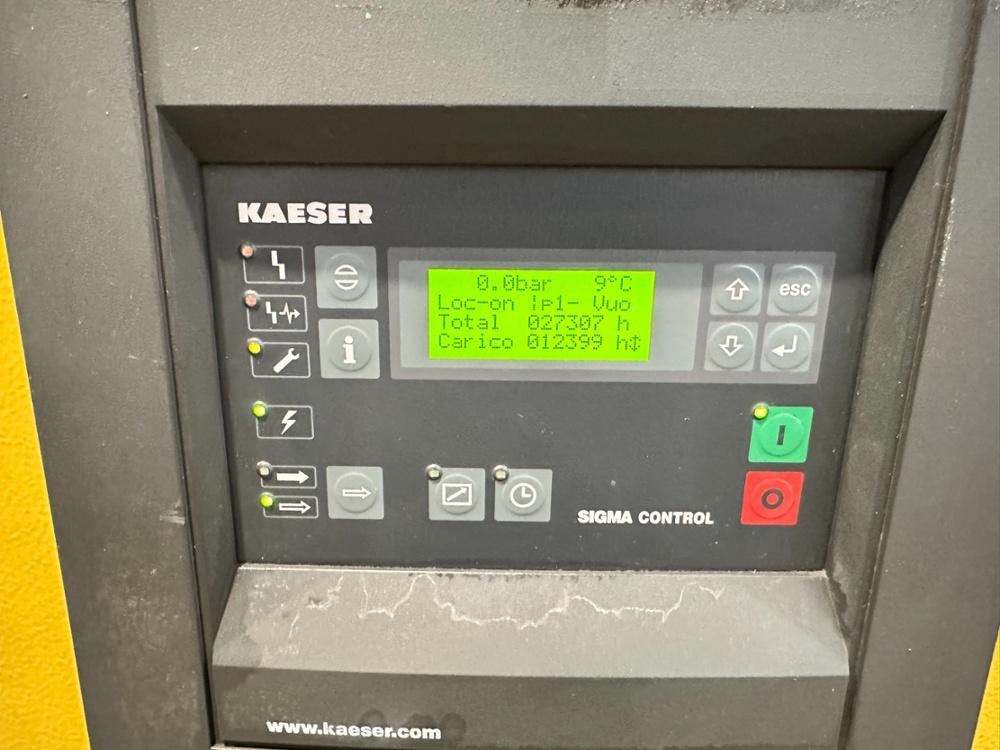 KAESER
0.0bar 9°C
Loc-on |p1- Vuo
Total 027307 h
Carico 012399 h
esc
i
I
O
SIGMA CONTROL
www.kaeser.com